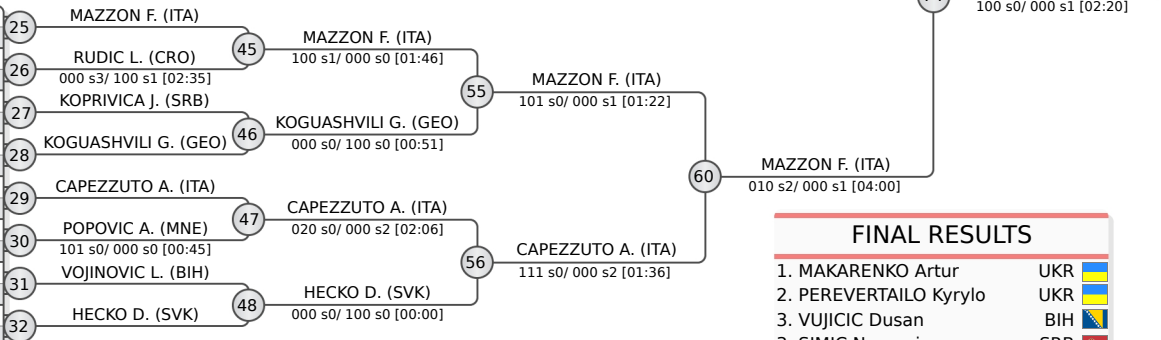 100 s0/ 000 s1 [02:20]
25
MAZZON F. (ITA)
26
RUDIC L. (CRO)
000 s3/ 100 s1 [02:35]
27
KOPRIVICA J. (SRB)
28
KOGUASHVILI G. (GEO)
29
CAPEZZUTO A. (ITA)
30
POPOVIC A. (MNE)
101 s0/ 000 s0 [00:45]
31
VOJINOVIC L. (BIH)
32
HECKO D. (SVK)
45
MAZZON F. (ITA)
100 s1/ 000 s0 [01:46]
46
KOGUASHVILI G. (GEO)
000 s0/ 100 s0 [00:51]
47
CAPEZZUTO A. (ITA)
020 s0/ 000 s2 [02:06]
48
HECKO D. (SVK)
000 s0/ 100 s0 [00:00]
55
MAZZON F. (ITA)
101 s0/ 000 s1 [01:22]
56
CAPEZZUTO A. (ITA)
111 s0/ 000 s2 [01:36]
60
MAZZON F. (ITA)
010 s2/ 000 s1 [04:00]
FINAL RESULTS
1. MAKARENKO Artur UKR
2. PEREVERTAILO Kyrylo UKR
3. VUJICIC Dusan BIH